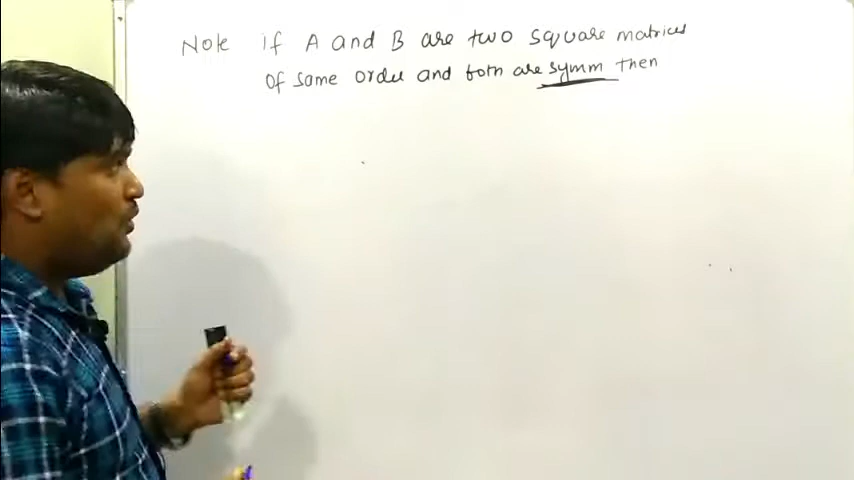 Note if A and B are two square matrices
of same order and both are symm then